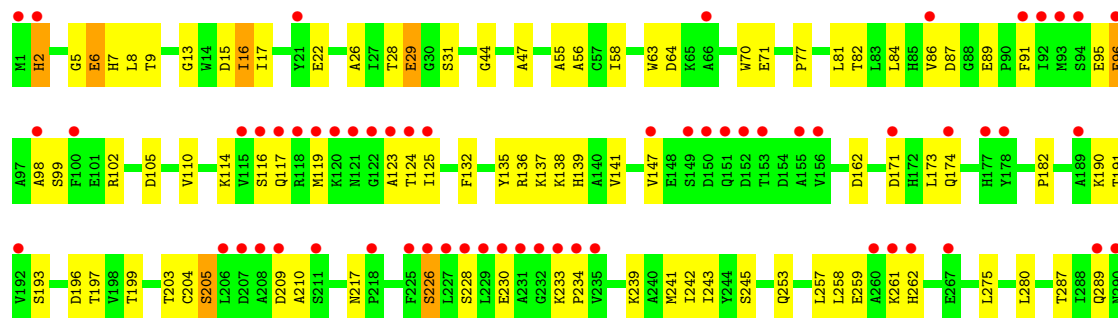 M1 H2 G5 E6 H7 L8 T9 G13 W14 D15 I16 I17 Y21 E22 A26 I27 T28 E29 G30 S31 G44 A47 A55 A56 C57 I58 W63 D64 K65 A66 W70 E71 P77 L81 T82 L83 L84 H85 V86 D87 G88 E89 P90 F91 I92 M93 S94 E95
A97 A98 S99 F100 E101 R102 D105 V110 K114 V115 S116 Q117 R118 M119 K120 N121 G122 A123 T124 I125 F132 Y135 R136 K137 K138 H139 A140 V141 V147 E148 S149 D150 Q151 D152 T153 D154 A155 V156 D162 D171 H172 L173 Q174 H177 Y178 P182 A189 K190 T191
V192 S193 D196 T197 V198 T199 T203 C204 S205 L206 D207 A208 D209 A210 S211 N217 P218 F225 S226 L227 S228 L229 E230 A231 G232 K233 P234 V235 K239 A240 M241 I242 I243 Y244 S245 Q253 L257 L258 E259 A260 K261 H262 E267 L275 L280 T287 I288 Q289